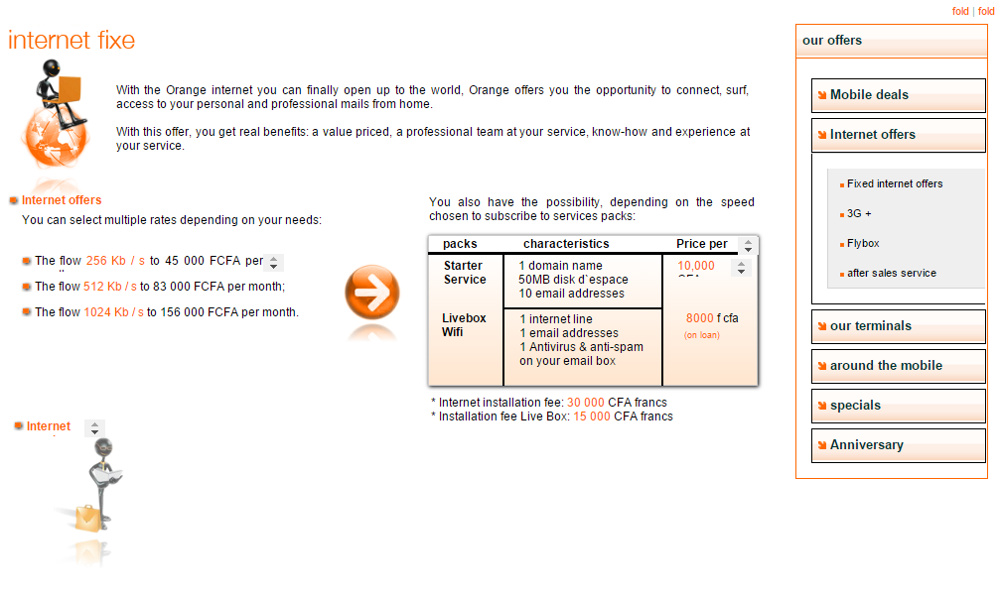 fold | fold
internet fixe
With the Orange internet you can finally open up to the world, Orange offers you the opportunity to connect, surf,
access to your personal and professional mails from home.
With this offer, you get real benefits: a value priced, a professional team at your service, know-how and experience at
your service.
Internet offers
You can select multiple rates depending on your needs:
The flow 256 Kb / s to 45 000 FCFA per
The flow 512 Kb / s to 83 000 FCFA per month;
The flow 1024 Kb / s to 156 000 FCFA per month.
You also have the possibility, depending on the speed
chosen to subscribe to services packs:
packs characteristics Price per
Starter 1 domain name 10,000
Service 50MB disk d`espace
10 email addresses
Livebox 1 internet line 8000 f cfa
Wifi 1 email addresses (on loan)
1 Antivirus & anti-spam
on your email box
* Internet installation fee: 30 000 CFA francs
* Installation fee Live Box: 15 000 CFA francs
Internet
our offers
Mobile deals
Internet offers
Fixed internet offers
3G +
Flybox
after sales service
our terminals
around the mobile
specials
Anniversary